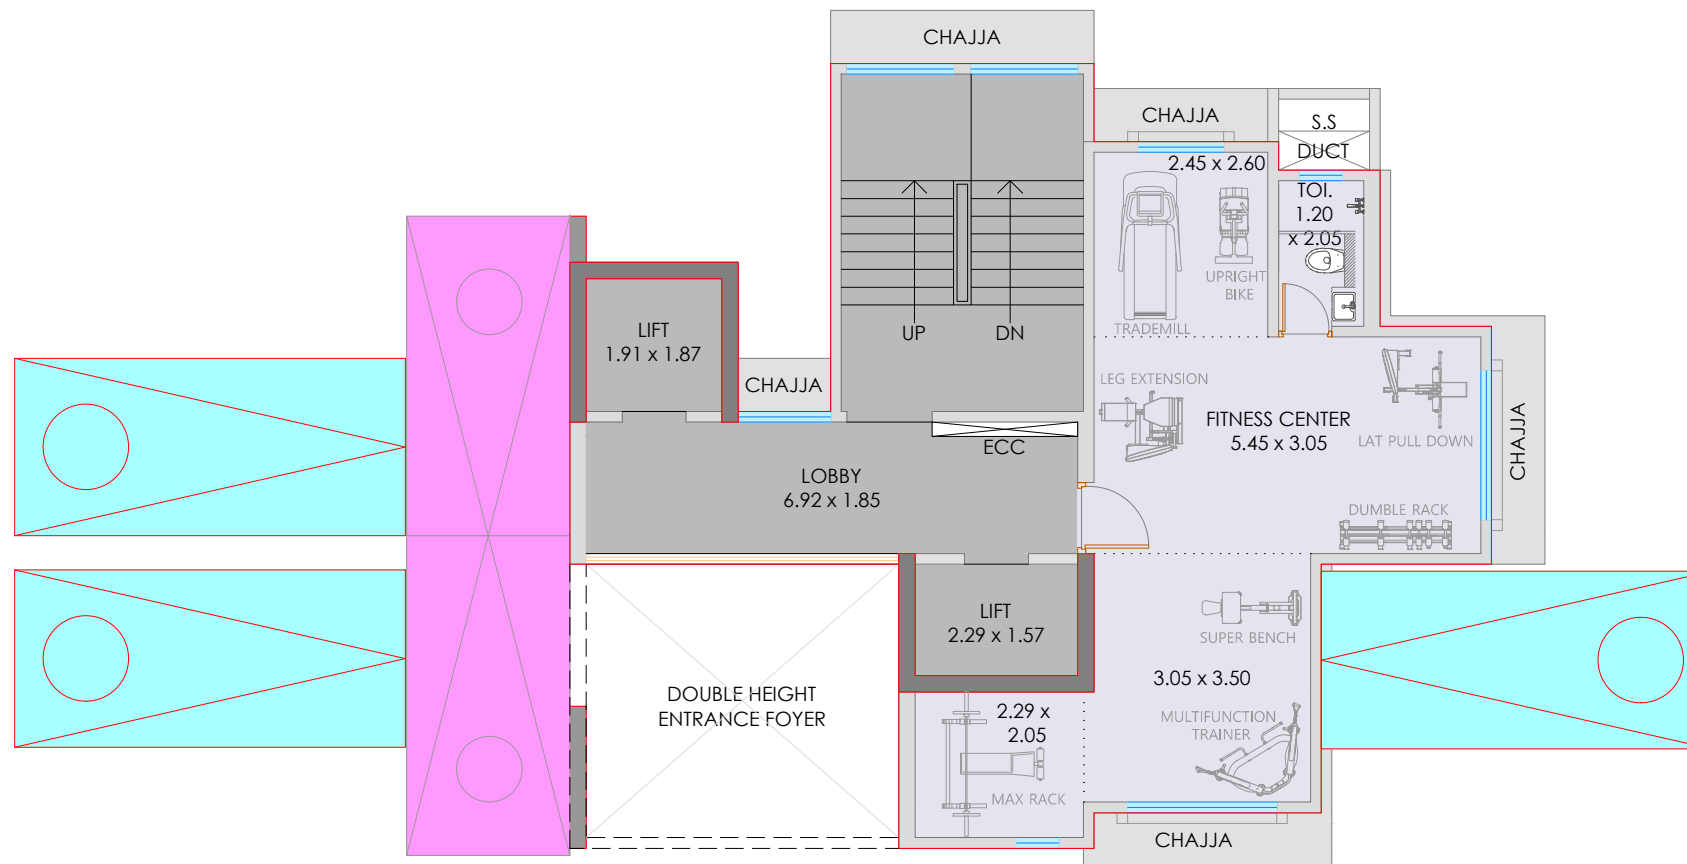 CHAJJA
CHAJJA
S.S
DUCT
2.45 x 2.60
TOI.
1.20
x 2.05
UPRIGHT
BIKE
TRADEMILL
UP
DN
LIFT
1.91 x 1.87
CHAJJA
LEG EXTENSION
FITNESS CENTER
5.45 x 3.05
LAT PULL DOWN
CHAJJA
ECC
LOBBY
6.92 x 1.85
DUMBLE RACK
LIFT
2.29 x 1.57
SUPER BENCH
3.05 x 3.50
DOUBLE HEIGHT
ENTRANCE FOYER
2.29 x
2.05
MULTIFUNCTION
TRAINER
MAX RACK
CHAJJA